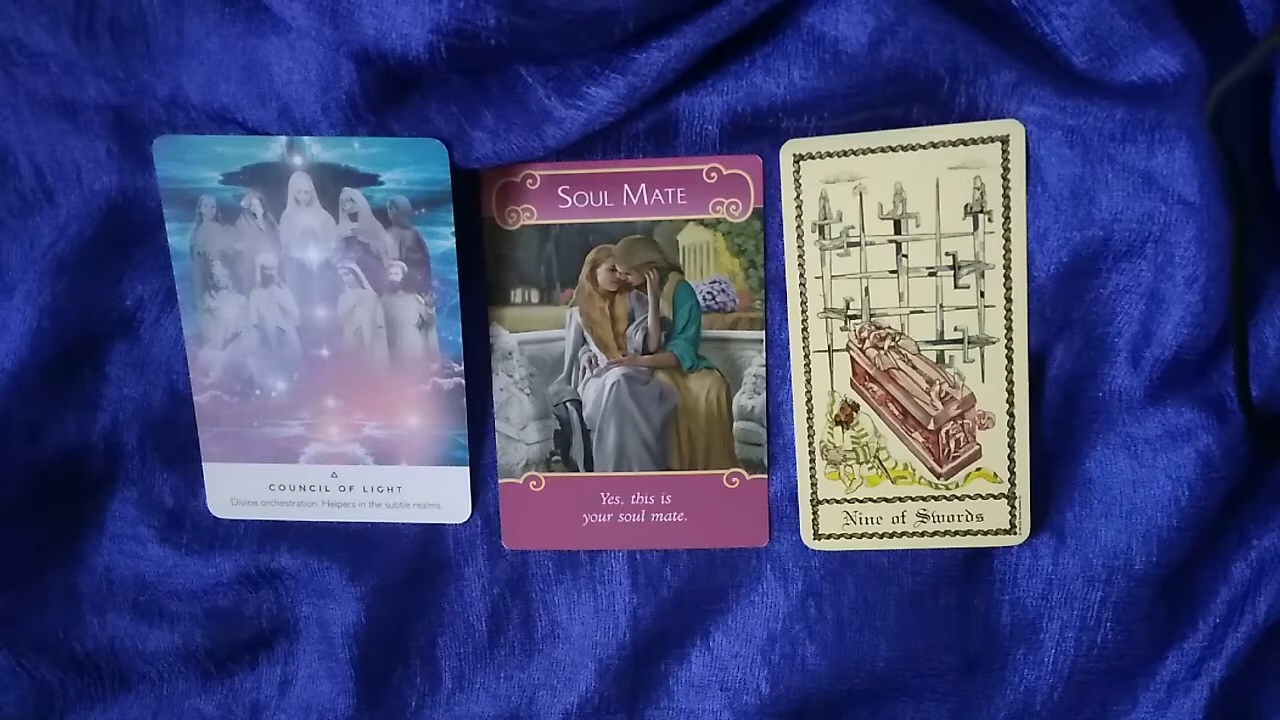 COUNCIL OF LIGHT
Divine orchestration. Helpers in the subtle realms.
SOUL MATE
Yes, this is
your soul mate.
Nine of Swords